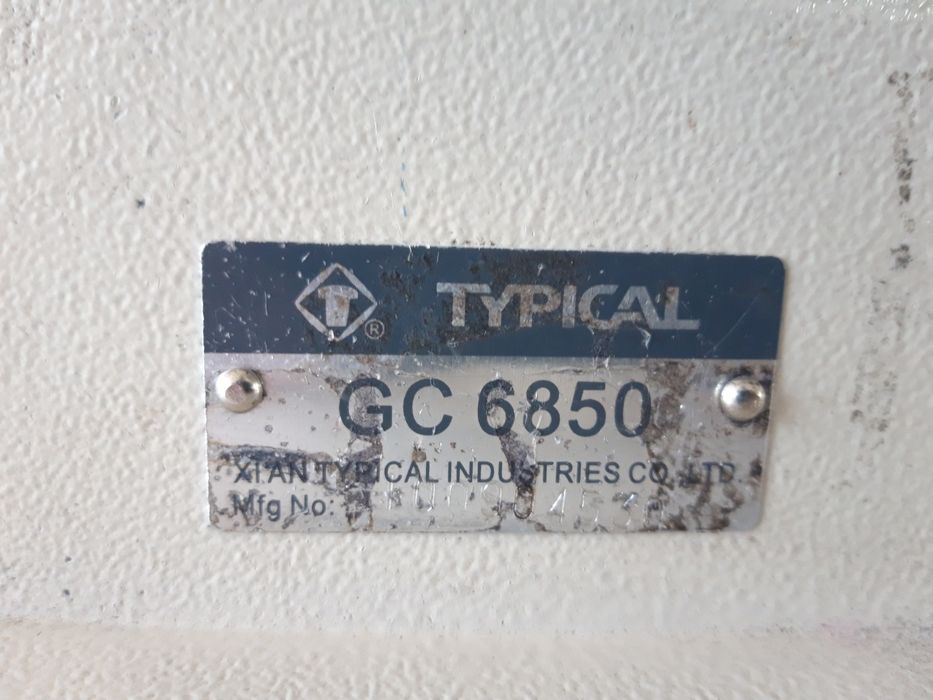 T ® TYPICAL
GC 6850
XI'AN TYPICAL INDUSTRIES CO., LTD.
Mfg No: